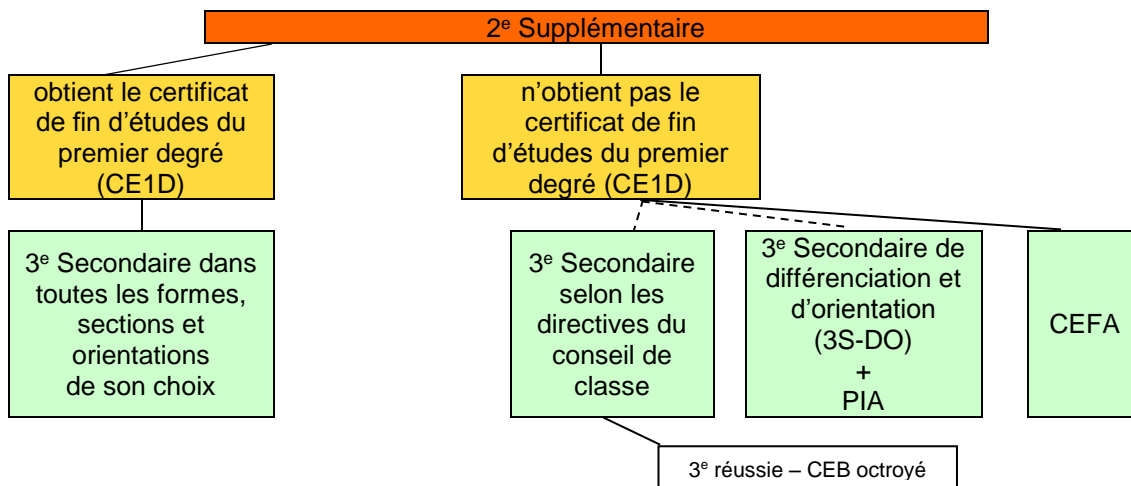 2e Supplémentaire
obtient le certificat
de fin d'études du
premier degré
(CE1D)
n'obtient pas le
certificat de fin
d'études du premier
degré (CE1D)
3e Secondaire dans
toutes les formes,
sections et
orientations
de son choix
3e Secondaire
selon les
directives du
conseil de
classe
3e Secondaire de
différenciation et
d'orientation
(3S-DO)
+
PIA
CEFA
3e réussie – CEB octroyé